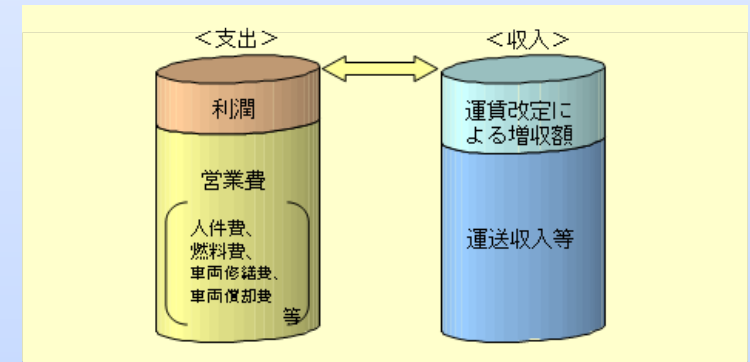 ＜支出＞
＜収入＞
利潤
営業費
人件費、
燃料費、
車両修繕費、
車両償却費
等
運賃改定に
よる増収額
運送収入等